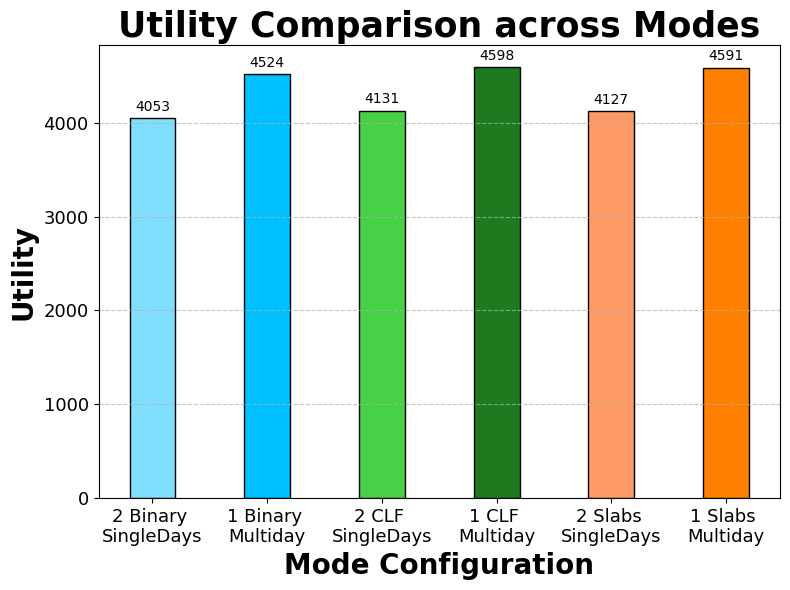 Utility Comparison across Modes
4053
4524
4131
4598
4127
4591
4000
3000
2000
1000
0
Utility
2 Binary
SingleDays
1 Binary
Multiday
2 CLF
SingleDays
1 CLF
Multiday
2 Slabs
SingleDays
1 Slabs
Multiday
Mode Configuration